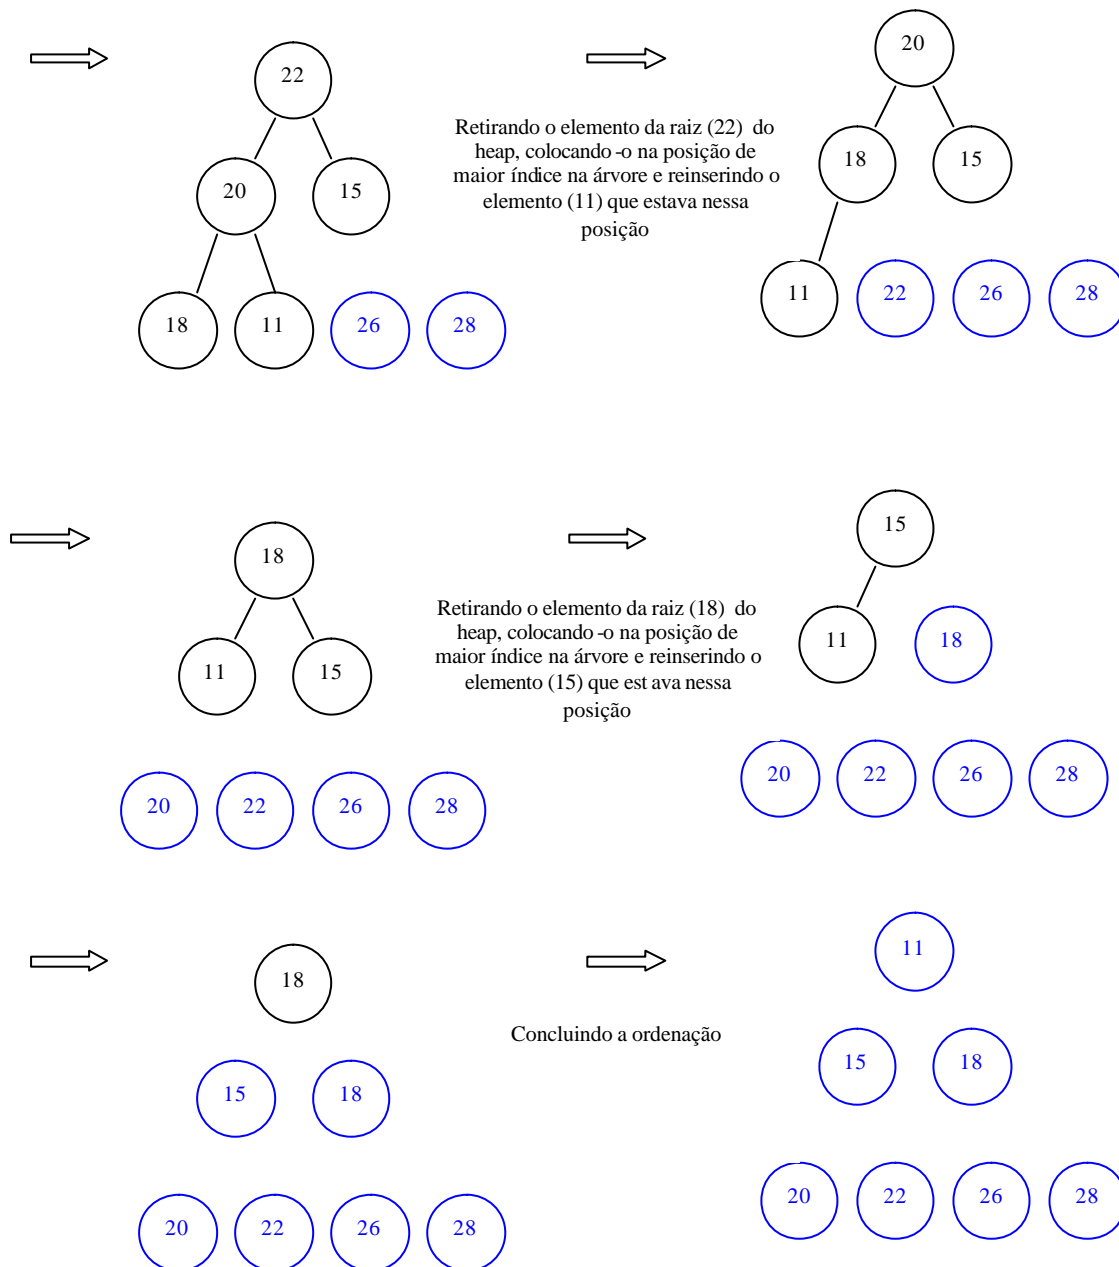 22
20 15
18 11 26 28
Retirando o elemento da raiz (22) do
heap, colocando -o na posição de
maior índice na árvore e reinserindo o
elemento (11) que estava nessa
posição
20
18 15
11 22 26 28
18
11 15
20 22 26 28
Retirando o elemento da raiz (18) do
heap, colocando -o na posição de
maior índice na árvore e reinserindo o
elemento (15) que est ava nessa
posição
15
11 18
20 22 26 28
18
15 18
20 22 26 28
Concluindo a ordenação
11
15 18
20 22 26 28